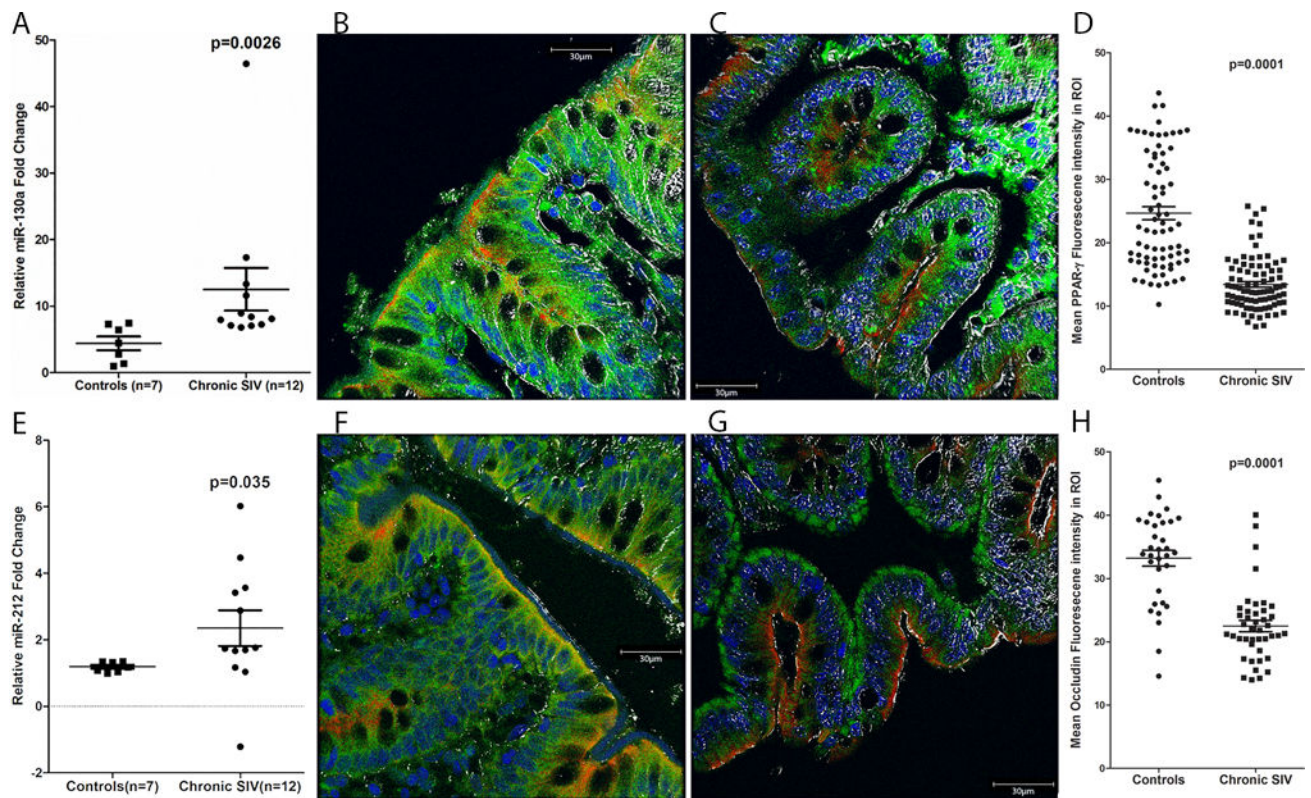 A
p=0.0026
50
40
30
20
10
0
Relative miR-130a Fold Change
Controls (n=7)
Chronic SIV (n=12)
B
30µm
C
30µm
D
p=0.0001
50
40
30
20
10
0
Mean PPAR-γ Fluoresecene intensity in ROI
Controls
Chronic SIV
E
p=0.035
8
6
4
2
0
-2
Relative miR-212 Fold Change
Controls(n=7)
Chronic SIV(n=12)
F
30µm
G
30µm
H
p=0.0001
50
40
30
20
10
0
Mean Occludin Fluoresecene intensity in ROI
Controls
Chronic SIV